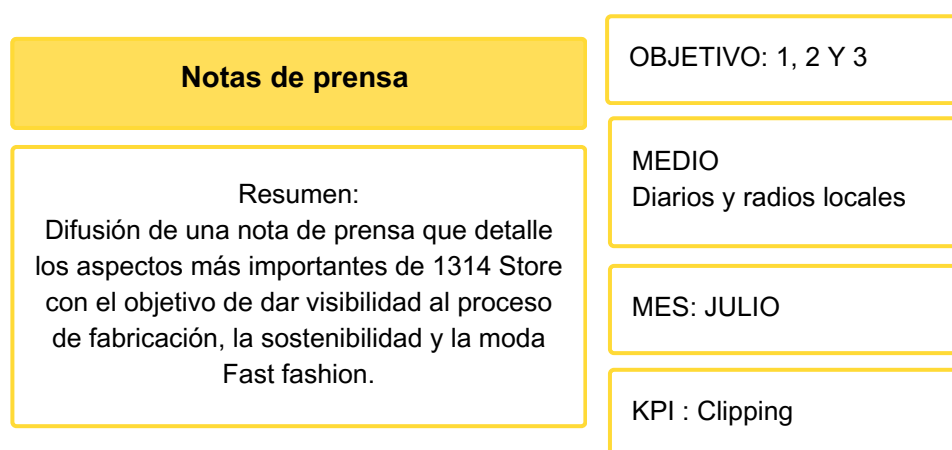 Notas de prensa
Resumen:
Difusión de una nota de prensa que detalle
los aspectos más importantes de 1314 Store
con el objetivo de dar visibilidad al proceso
de fabricación, la sostenibilidad y la moda
Fast fashion.
OBJETIVO: 1, 2 Y 3
MEDIO
Diarios y radios locales
MES: JULIO
KPI : Clipping